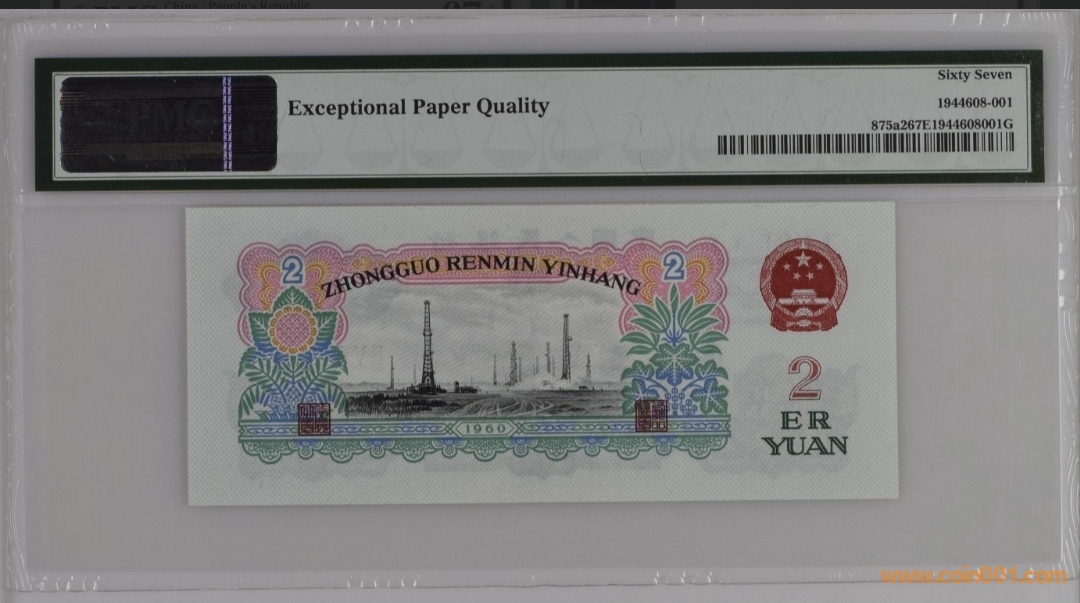 China / People's Republic
Sixty Seven
Exceptional Paper Quality
1944608-001
875a267E1944608001G
PMG
2
2
ZHONGGUO RENMIN YINHANG
1960
2
ER
YUAN
www.coin001.com